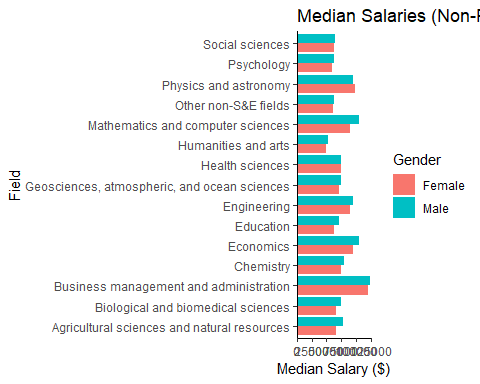 Median Salaries (Non-
Social sciences
Psychology
Physics and astronomy
Other non-S&E fields
Mathematics and computer sciences
Humanities and arts
Health sciences
Geosciences, atmospheric, and ocean sciences
Engineering
Education
Economics
Chemistry
Business management and administration
Biological and biomedical sciences
Agricultural sciences and natural resources
Field
Median Salary ($)
Gender
Female
Male